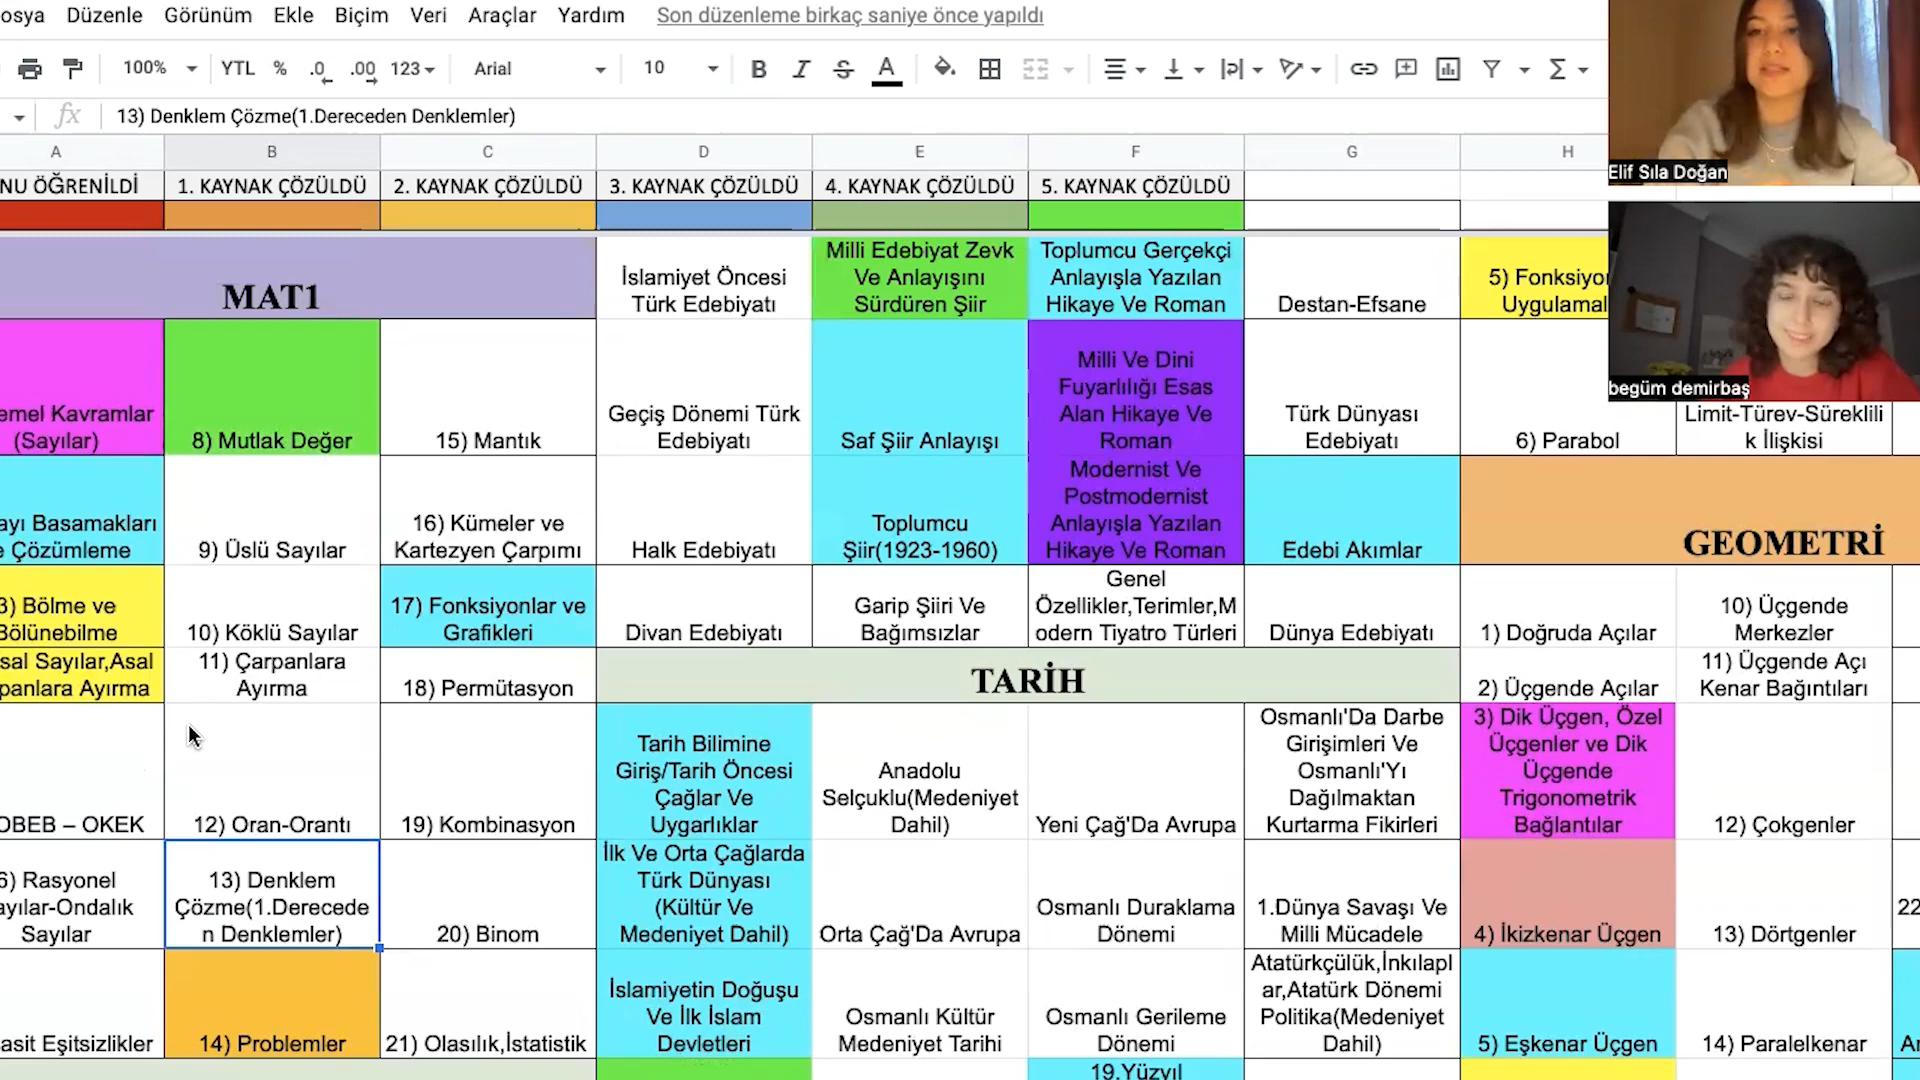 osya Düzenle Görünüm Ekle Biçim Veri Araçlar Yardım Son düzenleme birkaç saniye önce yapıldı
100% YTL % .0 .00 123 Arial 10 B I S A
fx 13) Denklem Çözme(1.Dereceden Denklemler)
A B C D E F G H
NU ÖĞRENİLDİ 1. KAYNAK ÇÖZÜLDÜ 2. KAYNAK ÇÖZÜLDÜ 3. KAYNAK ÇÖZÜLDÜ 4. KAYNAK ÇÖZÜLDÜ 5. KAYNAK ÇÖZÜLDÜ
Elif Sıla Doğan
begüm demirbaş
MAT1
İslamiyet Öncesi
Türk Edebiyatı
Milli Edebiyat Zevk
Ve Anlayışını
Sürdüren Şiir
Toplumcu Gerçekçi
Anlayışla Yazılan
Hikaye Ve Roman
Destan-Efsane
5) Fonksiyo
Uygulamal
emel Kavramlar
(Sayılar)
8) Mutlak Değer
15) Mantık
Geçiş Dönemi Türk
Edebiyatı
Saf Şiir Anlayışı
Milli Ve Dini
Fuyarlılığı Esas
Alan Hikaye Ve
Roman
Türk Dünyası
Edebiyatı
6) Parabol
Limit-Türev-Süreklili
k İlişkisi
ayı Basamakları
e Çözümleme
9) Üslü Sayılar
16) Kümeler ve
Kartezyen Çarpımı
Halk Edebiyatı
Toplumcu
Şiir(1923-1960)
Modernist Ve
Postmodernist
Anlayışla Yazılan
Hikaye Ve Roman
Edebi Akımlar
GEOMETRİ
3) Bölme ve
Bölünebilme
10) Köklü Sayılar
17) Fonksiyonlar ve
Grafikleri
Divan Edebiyatı
Garip Şiiri Ve
Bağımsızlar
Genel
Özellikler,Terimler,M
odern Tiyatro Türleri
Dünya Edebiyatı
1) Doğruda Açılar
10) Üçgende
Merkezler
sal Sayılar,Asal
panlara Ayırma
11) Çarpanlara
Ayırma
18) Permütasyon
TARİH
2) Üçgende Açılar
11) Üçgende Açı
Kenar Bağıntıları
OBEB – OKEK
12) Oran-Orantı
19) Kombinasyon
Tarih Bilimine
Giriş/Tarih Öncesi
Çağlar Ve
Uygarlıklar
Anadolu
Selçuklu(Medeniyet
Dahil)
Yeni Çağ'Da Avrupa
Osmanlı'Da Darbe
Girişimleri Ve
Osmanlı'Yı
Dağılmaktan
Kurtarma Fikirleri
3) Dik Üçgen, Özel
Üçgenler ve Dik
Üçgende
Trigonometrik
Bağlantılar
12) Çokgenler
6) Rasyonel
ayılar-Ondalık
Sayılar
13) Denklem
Çözme(1.Derecede
n Denklemler)
20) Binom
İlk Ve Orta Çağlarda
Türk Dünyası
(Kültür Ve
Medeniyet Dahil)
Orta Çağ'Da Avrupa
Osmanlı Duraklama
Dönemi
1.Dünya Savaşı Ve
Milli Mücadele
4) İkizkenar Üçgen
13) Dörtgenler
22
asit Eşitsizlikler
14) Problemler
21) Olasılık,İstatistik
İslamiyetin Doğuşu
Ve İlk İslam
Devletleri
Osmanlı Kültür
Medeniyet Tarihi
Osmanlı Gerileme
Dönemi
Atatürkçülük,İnkılapl
ar,Atatürk Dönemi
Politika(Medeniyet
Dahil)
5) Eşkenar Üçgen
14) Paralelkenar
Ar
19.Yüzyıl